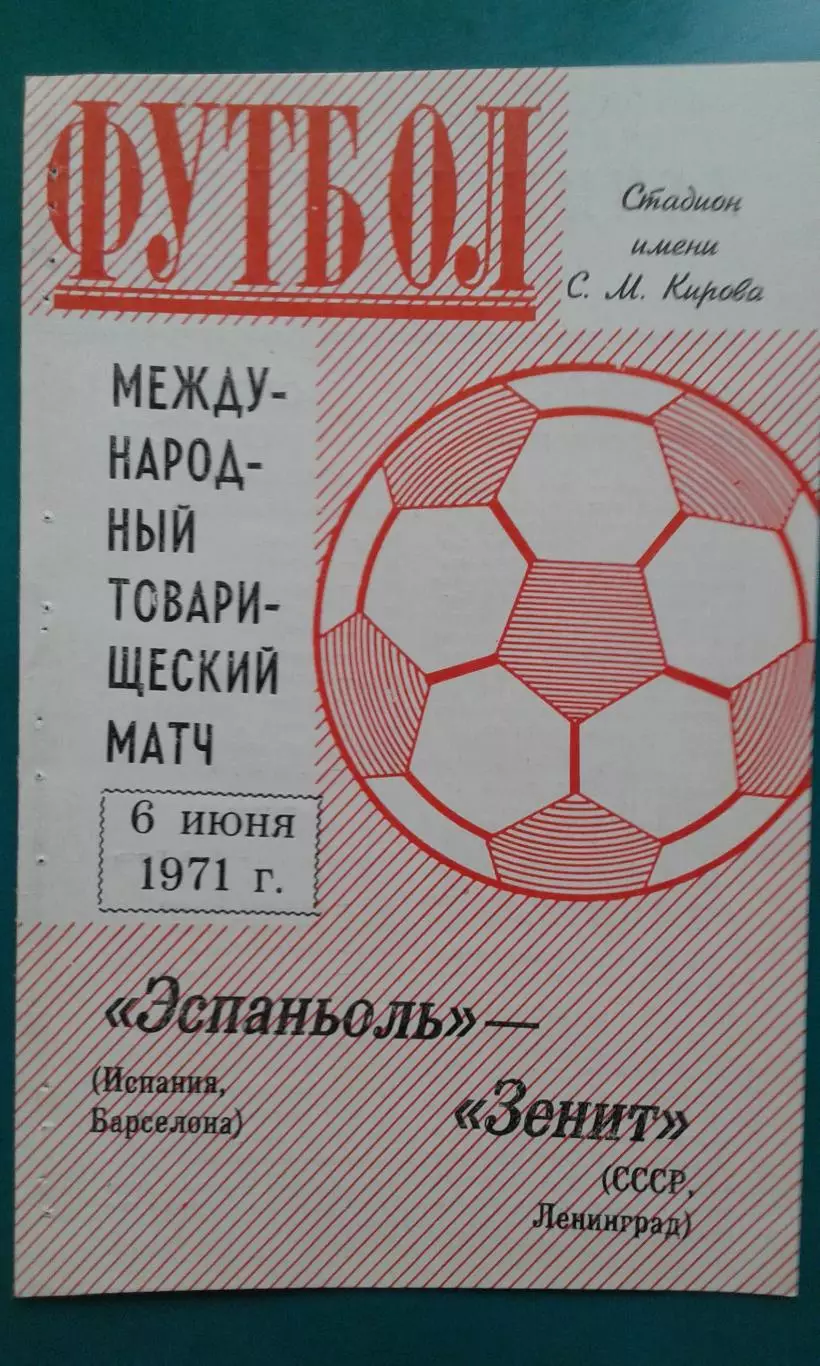 ФУТБОЛ
Стадион
имени
С. М. Кирова
МЕЖДУ-
НАРОД-
НЫЙ
ТОВАРИ-
ЩЕСКИЙ
МАТЧ
6 июня
1971 г.
«Эспаньоль» —
(Испания,
Барселона)
«Зенит»
(СССР,
Ленинград)